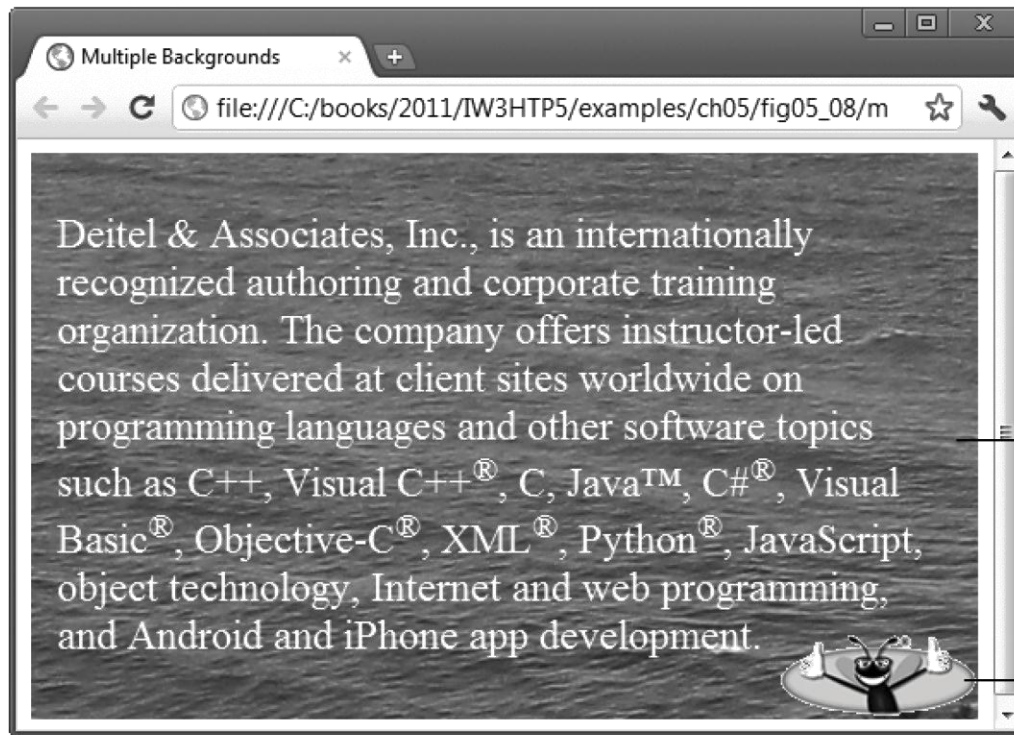 Multiple Backgrounds
file:///C:/books/2011/IW3HTP5/examples/ch05/fig05_08/m
Deitel & Associates, Inc., is an internationally
recognized authoring and corporate training
organization. The company offers instructor-led
courses delivered at client sites worldwide on
programming languages and other software topics
such as C++, Visual C++®, C, Java™, C#®, Visual
Basic®, Objective-C®, XML®, Python®, JavaScript,
object technology, Internet and web programming,
and Android and iPhone app development.